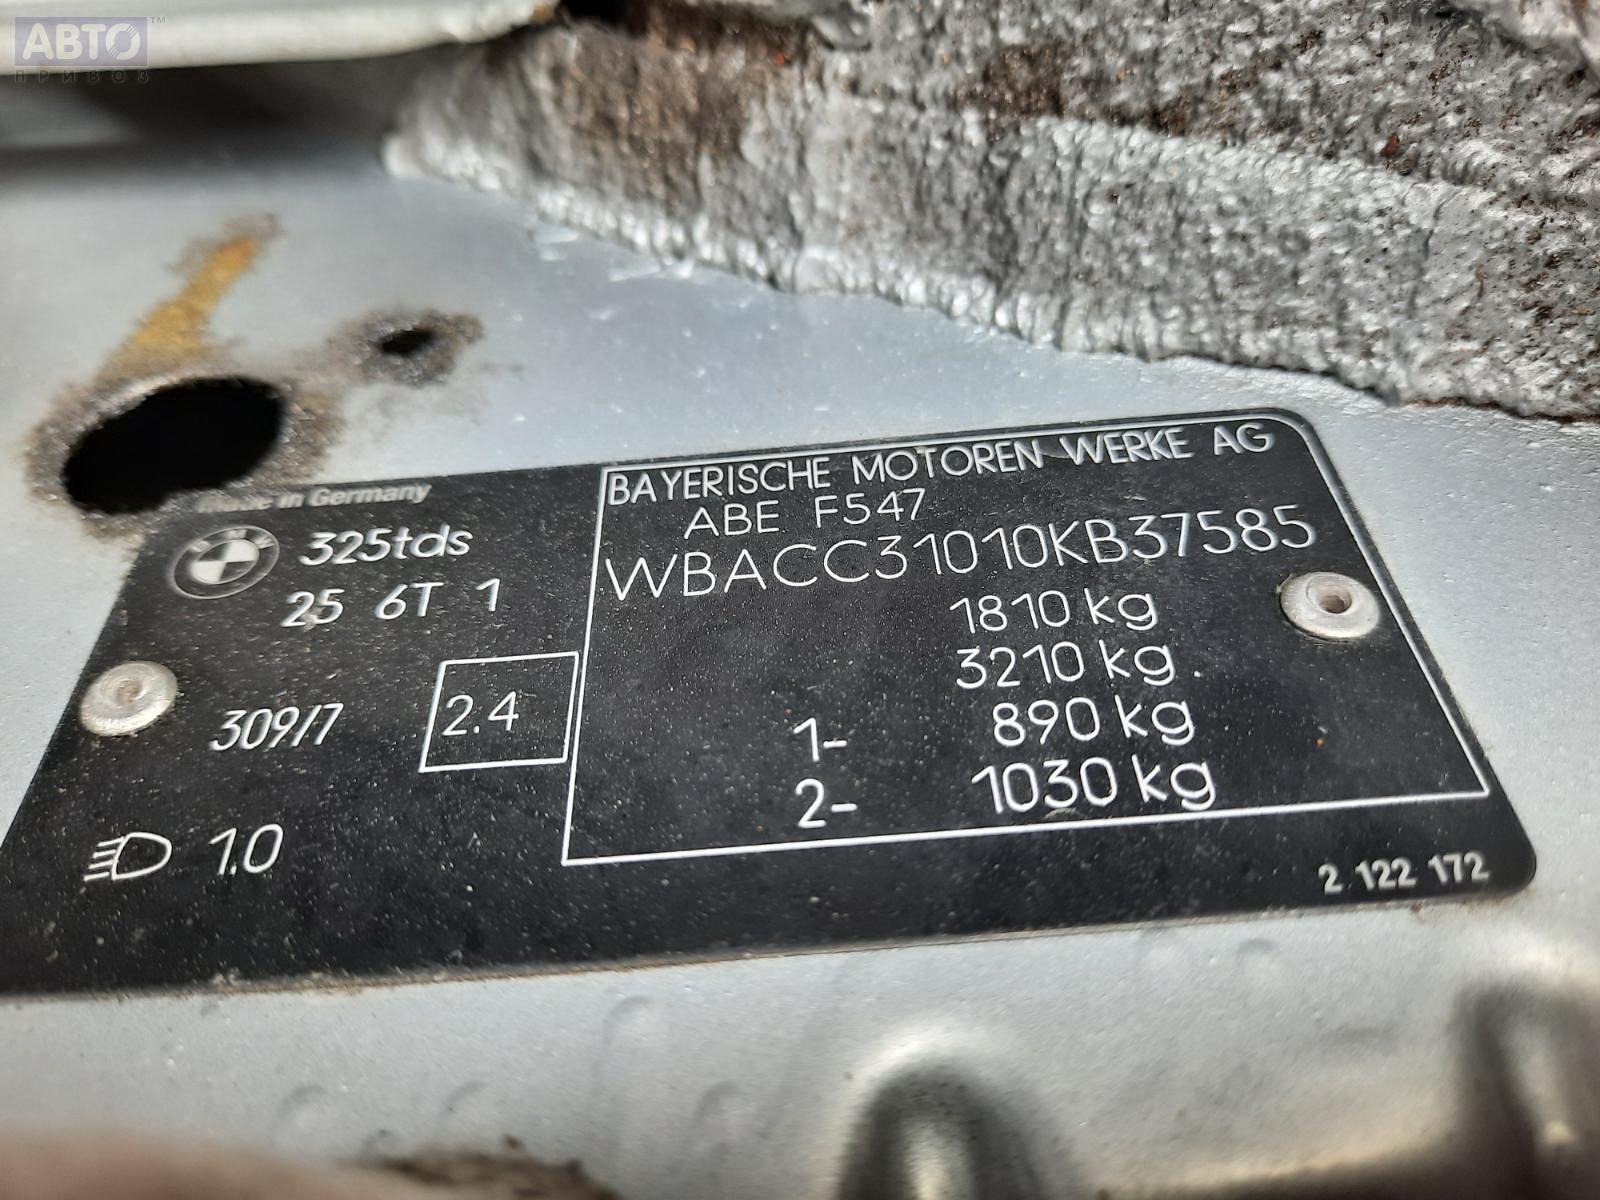 АВТО™
ПРИВОЗ
Made in Germany
325tds
25 6T 1
309/7
2.4
1.0
BAYERISCHE MOTOREN WERKE AG
ABE F547
WBACC31010KB37585
1810 kg
3210 kg
1- 890 kg
2- 1030 kg
2 122 172